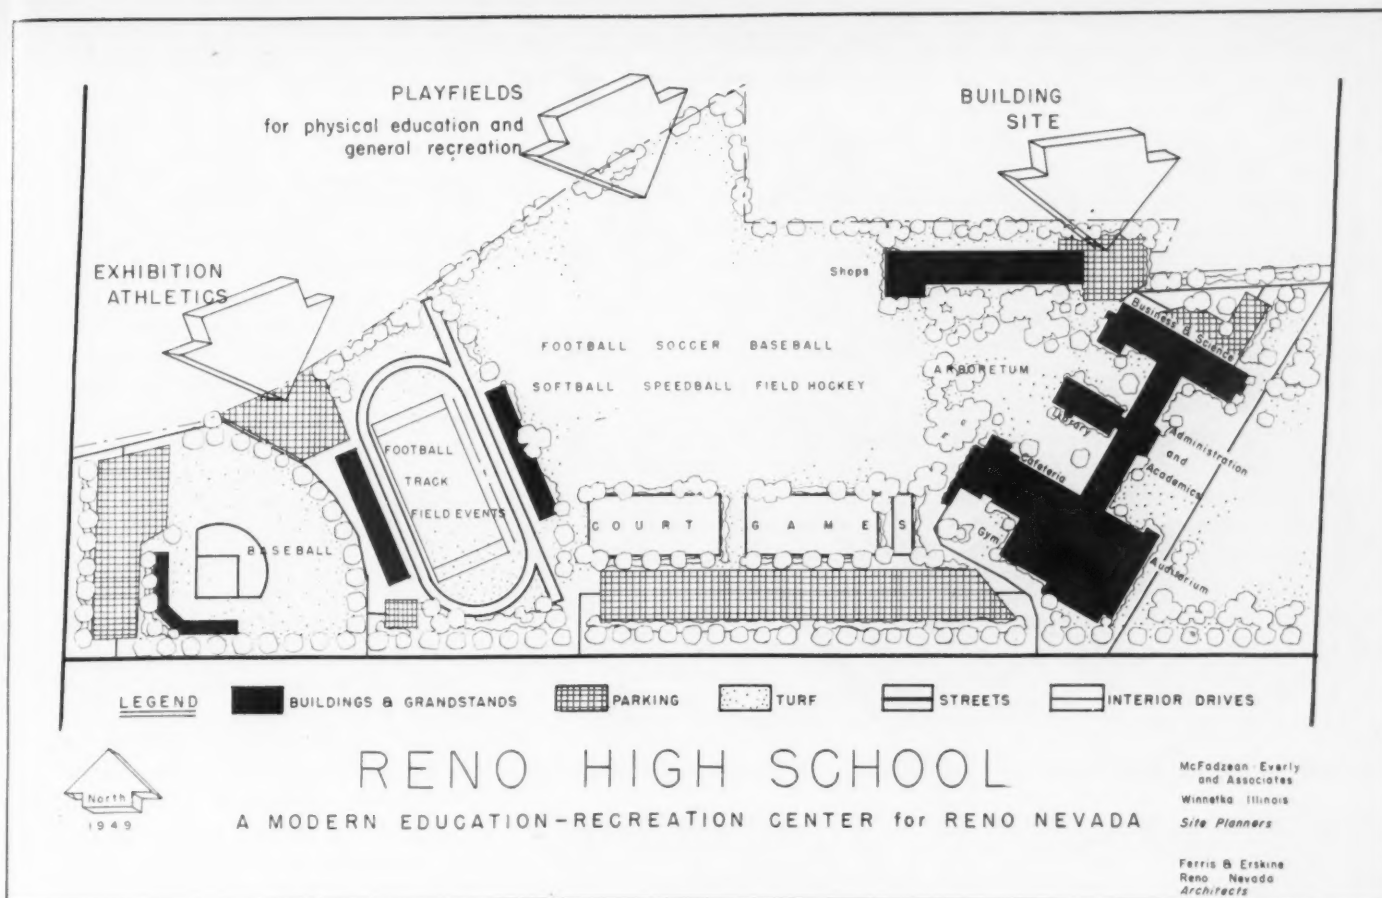 PLAYFIELDS
for physical education and
general recreation
BUILDING
SITE
EXHIBITION
ATHLETICS
Shops
Business & Science
FOOTBALL SOCCER BASEBALL
SOFTBALL SPEEDBALL FIELD HOCKEY
ARBORETUM
Library
Administration
and
Academics
Cafeteria
Gym
Auditorium
FOOTBALL
TRACK
FIELD EVENTS
BASEBALL
COURT GAMES
LEGEND
BUILDINGS & GRANDSTANDS
PARKING
TURF
STREETS
INTERIOR DRIVES
North
1949
RENO HIGH SCHOOL
A MODERN EDUCATION-RECREATION CENTER for RENO NEVADA
McFadzean · Everly
and Associates
Winnetka Illinois
Site Planners
Ferris & Erskine
Reno Nevada
Architects